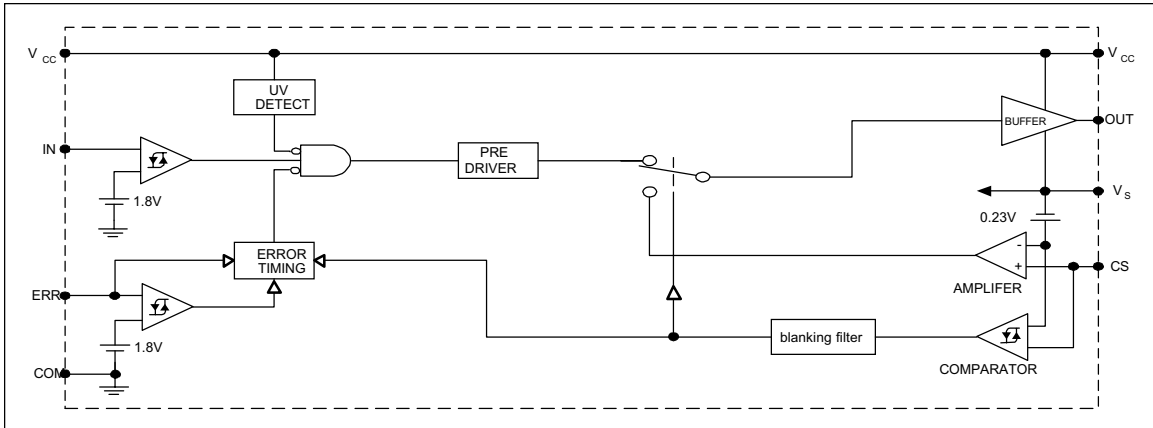 V CC
V CC
UV
DETECT
BUFFER
OUT
IN
PRE
DRIVER
1.8V
V S
0.23V
-
+
ERROR
TIMING
CS
AMPLIFER
ERR
1.8V
blanking filter
COM
COMPARATOR